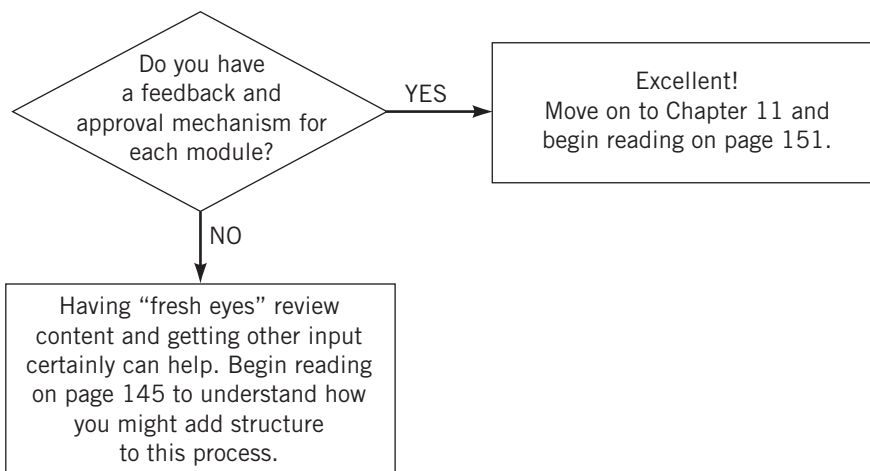 Do you have
a feedback and
approval mechanism for
each module?
YES
Excellent!
Move on to Chapter 11 and
begin reading on page 151.
NO
Having “fresh eyes” review
content and getting other input
certainly can help. Begin reading
on page 145 to understand how
you might add structure
to this process.